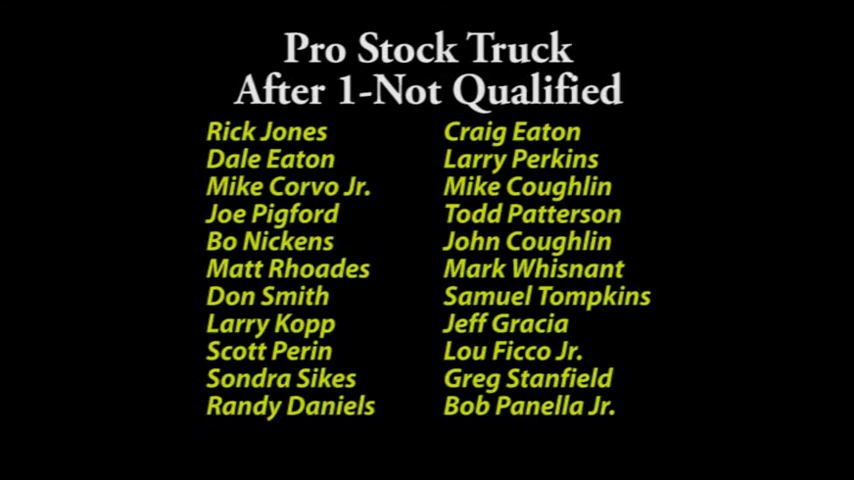 Pro Stock Truck
After 1-Not Qualified
Rick Jones
Dale Eaton
Mike Corvo Jr.
Joe Pigford
Bo Nickens
Matt Rhoades
Don Smith
Larry Kopp
Scott Perin
Sondra Sikes
Randy Daniels
Craig Eaton
Larry Perkins
Mike Coughlin
Todd Patterson
John Coughlin
Mark Whisnant
Samuel Tompkins
Jeff Gracia
Lou Ficco Jr.
Greg Stanfield
Bob Panella Jr.